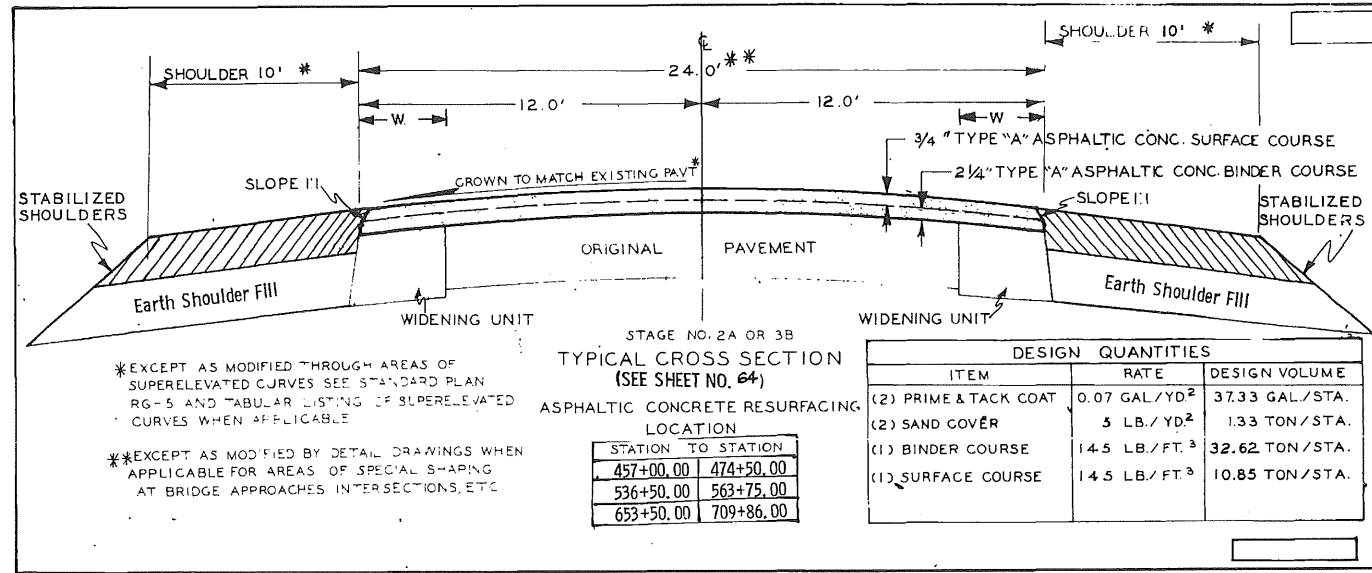 SHOULDER 10' *
℄
SHOULDER 10' *
24.0' **
12.0'
12.0'
W.
W
3/4" TYPE "A" ASPHALTIC CONC. SURFACE COURSE
2 1/4" TYPE "A" ASPHALTIC CONC. BINDER COURSE
STABILIZED
SHOULDERS
SLOPE 1:1
CROWN TO MATCH EXISTING PAVT*
SLOPE 1:1
STABILIZED
SHOULDERS
ORIGINAL PAVEMENT
Earth Shoulder Fill
Earth Shoulder Fill
WIDENING UNIT
WIDENING UNIT
STAGE NO. 2A OR 3B
TYPICAL CROSS SECTION
(SEE SHEET NO. 64)
ASPHALTIC CONCRETE RESURFACING
LOCATION
STATION TO STATION
457+00.00 474+50.00
536+50.00 563+75.00
653+50.00 709+86.00
*EXCEPT AS MODIFIED THROUGH AREAS OF
SUPERELEVATED CURVES SEE STANDARD PLAN
RG-5 AND TABULAR LISTING OF SUPERELEVATED
CURVES WHEN APPLICABLE
**EXCEPT AS MODIFIED BY DETAIL DRAWINGS WHEN
APPLICABLE FOR AREAS OF SPECIAL SHAPING
AT BRIDGE APPROACHES INTERSECTIONS, ETC.
DESIGN QUANTITIES
ITEM RATE DESIGN VOLUME
(2) PRIME & TACK COAT 0.07 GAL./YD.² 37.33 GAL./STA.
(2) SAND COVER 5 LB./YD.² 1.33 TON/STA.
(1) BINDER COURSE 145 LB./FT.³ 32.62 TON/STA.
(1) SURFACE COURSE 145 LB./FT.³ 10.85 TON/STA.